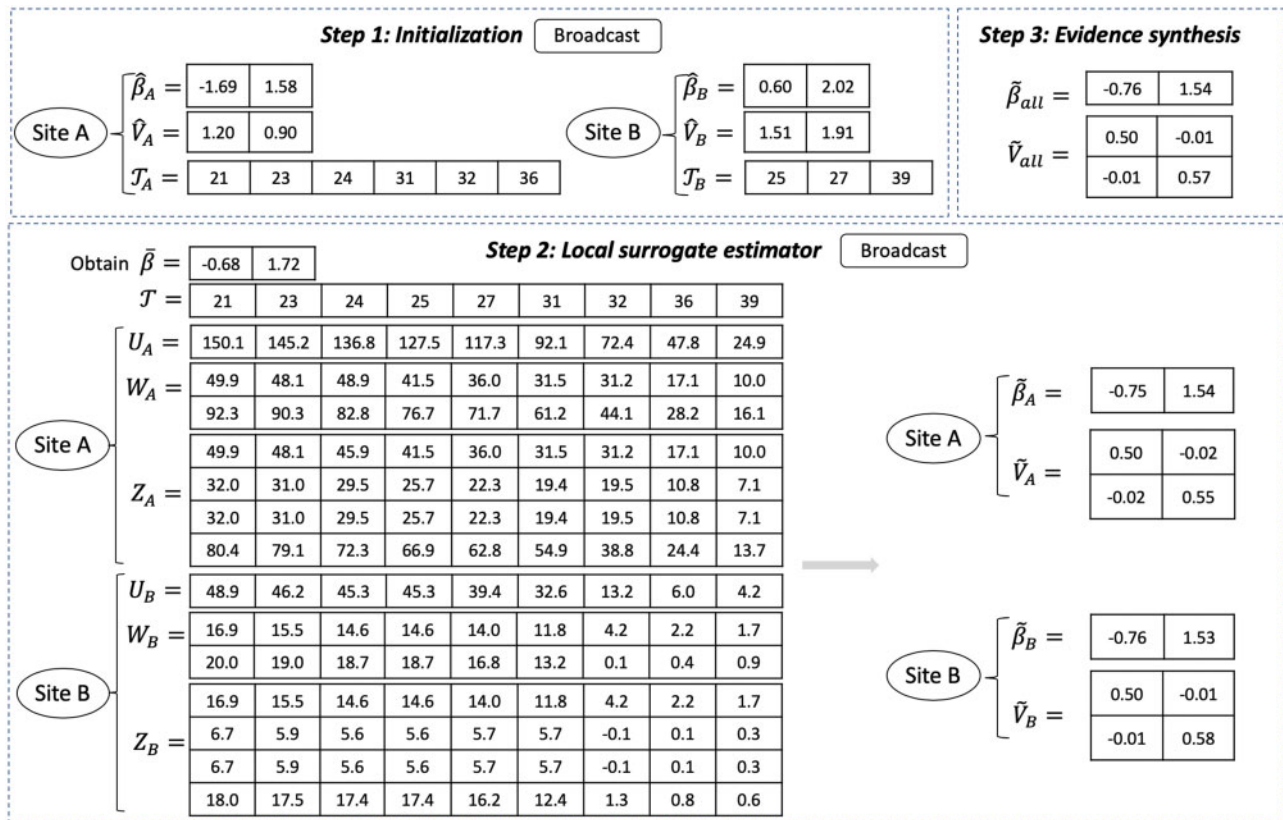 Step 1: Initialization Broadcast
Site A
β̂_A = -1.69 1.58
V̂_A = 1.20 0.90
𝒯_A = 21 23 24 31 32 36
Site B
β̂_B = 0.60 2.02
V̂_B = 1.51 1.91
𝒯_B = 25 27 39
Step 3: Evidence synthesis
β̃_all = -0.76 1.54
Ṽ_all =
0.50 -0.01
-0.01 0.57
Step 2: Local surrogate estimator Broadcast
Obtain β̄ = -0.68 1.72
𝒯 = 21 23 24 25 27 31 32 36 39
Site A
U_A = 150.1 145.2 136.8 127.5 117.3 92.1 72.4 47.8 24.9
W_A =
49.9 48.1 48.9 41.5 36.0 31.5 31.2 17.1 10.0
92.3 90.3 82.8 76.7 71.7 61.2 44.1 28.2 16.1
Z_A =
49.9 48.1 45.9 41.5 36.0 31.5 31.2 17.1 10.0
32.0 31.0 29.5 25.7 22.3 19.4 19.5 10.8 7.1
32.0 31.0 29.5 25.7 22.3 19.4 19.5 10.8 7.1
80.4 79.1 72.3 66.9 62.8 54.9 38.8 24.4 13.7
Site B
U_B = 48.9 46.2 45.3 45.3 39.4 32.6 13.2 6.0 4.2
W_B =
16.9 15.5 14.6 14.6 14.0 11.8 4.2 2.2 1.7
20.0 19.0 18.7 18.7 16.8 13.2 0.1 0.4 0.9
Z_B =
16.9 15.5 14.6 14.6 14.0 11.8 4.2 2.2 1.7
6.7 5.9 5.6 5.6 5.7 5.7 -0.1 0.1 0.3
6.7 5.9 5.6 5.6 5.7 5.7 -0.1 0.1 0.3
18.0 17.5 17.4 17.4 16.2 12.4 1.3 0.8 0.6
Site A
β̃_A = -0.75 1.54
Ṽ_A =
0.50 -0.02
-0.02 0.55
Site B
β̃_B = -0.76 1.53
Ṽ_B =
0.50 -0.01
-0.01 0.58